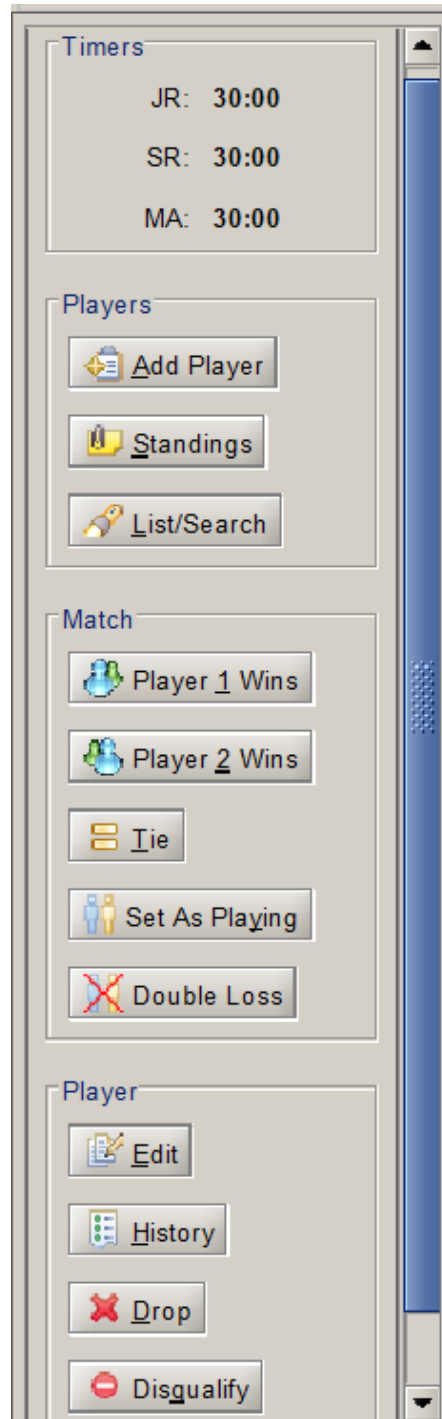 Timers
JR: 30:00
SR: 30:00
MA: 30:00
Players
Add Player
Standings
List/Search
Match
Player 1 Wins
Player 2 Wins
Tie
Set As Playing
Double Loss
Player
Edit
History
Drop
Disqualify